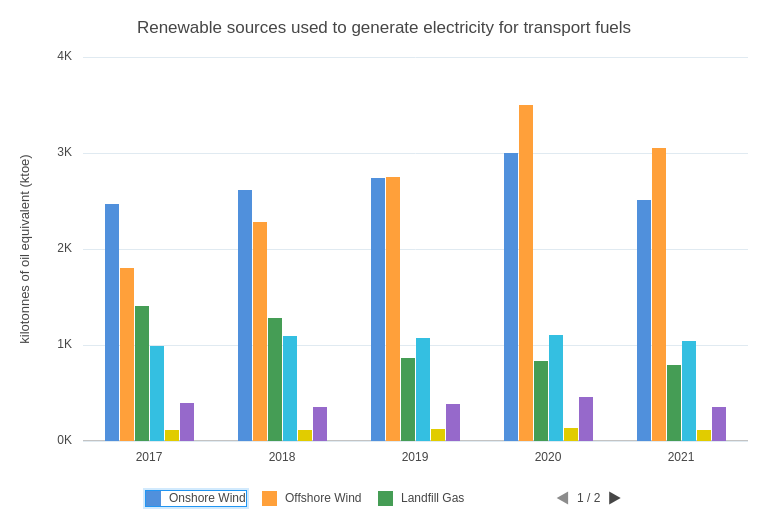 Renewable sources used to generate electricity for transport fuels
kilotonnes of oil equivalent (ktoe)
4K
3K
2K
1K
0K
2017 2018 2019 2020 2021
Onshore Wind Offshore Wind Landfill Gas 1 / 2